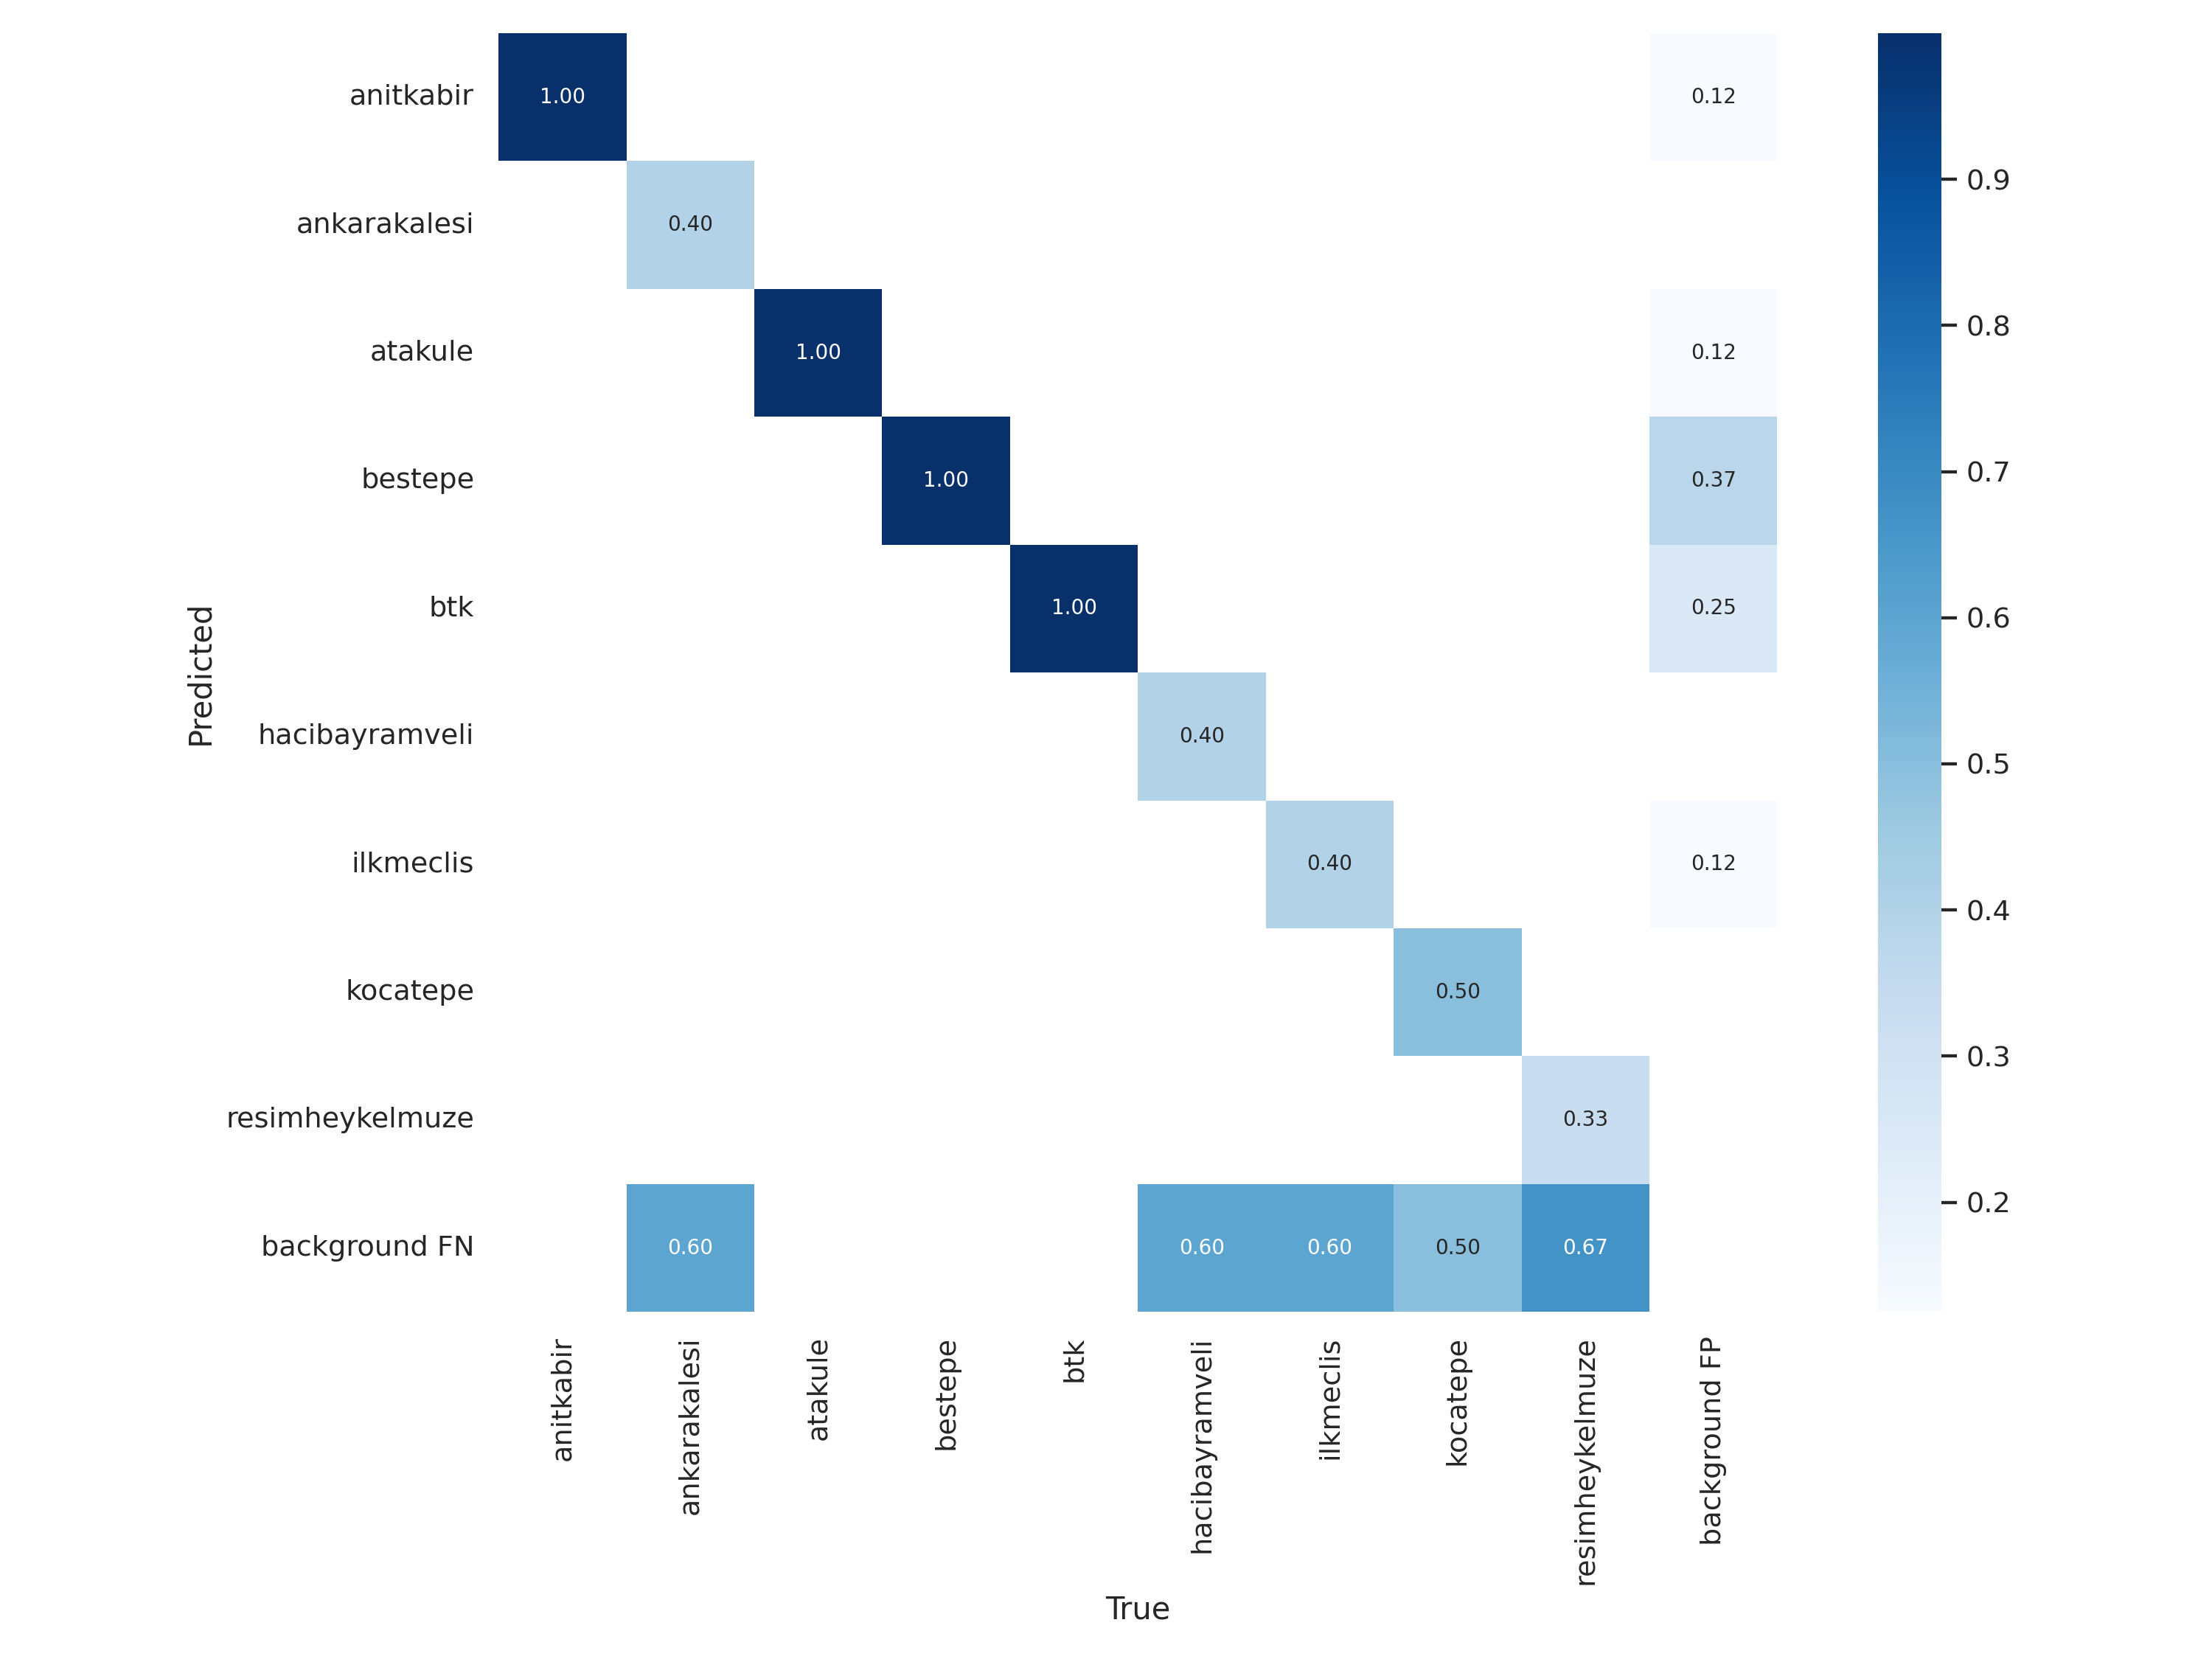 anitkabir 1.00 0.12
ankarakalesi 0.40
atakule 1.00 0.12
bestepe 1.00 0.37
btk 1.00 0.25
hacibayramveli 0.40
ilkmeclis 0.40 0.12
kocatepe 0.50
resimheykelmuze 0.33
background FN 0.60 0.60 0.60 0.50 0.67
Predicted
anitkabir
ankarakalesi
atakule
bestepe
btk
hacibayramveli
ilkmeclis
kocatepe
resimheykelmuze
background FP
True
0.9
0.8
0.7
0.6
0.5
0.4
0.3
0.2